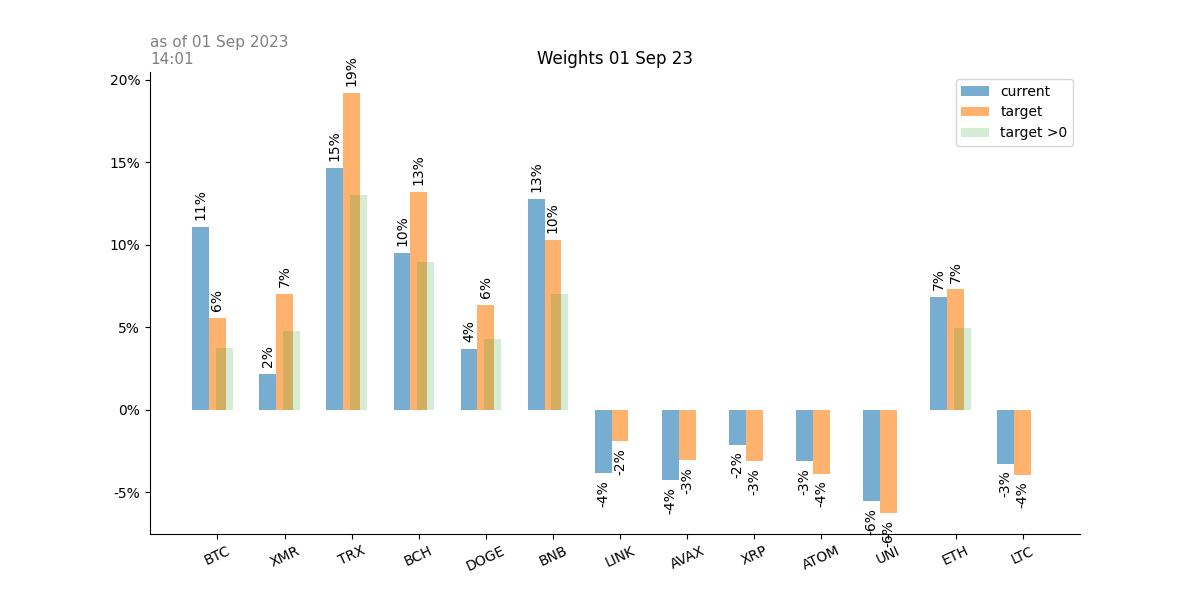 as of 01 Sep 2023
14:01
Weights 01 Sep 23
current
target
target >0
20%
15%
10%
5%
0%
-5%
11%
6%
2%
7%
15%
19%
10%
13%
4%
6%
13%
10%
-4%
-2%
-4%
-3%
-2%
-3%
-3%
-4%
-6%
-6%
7%
7%
-3%
-4%
BTC
XMR
TRX
BCH
DOGE
BNB
LINK
AVAX
XRP
ATOM
UNI
ETH
LTC